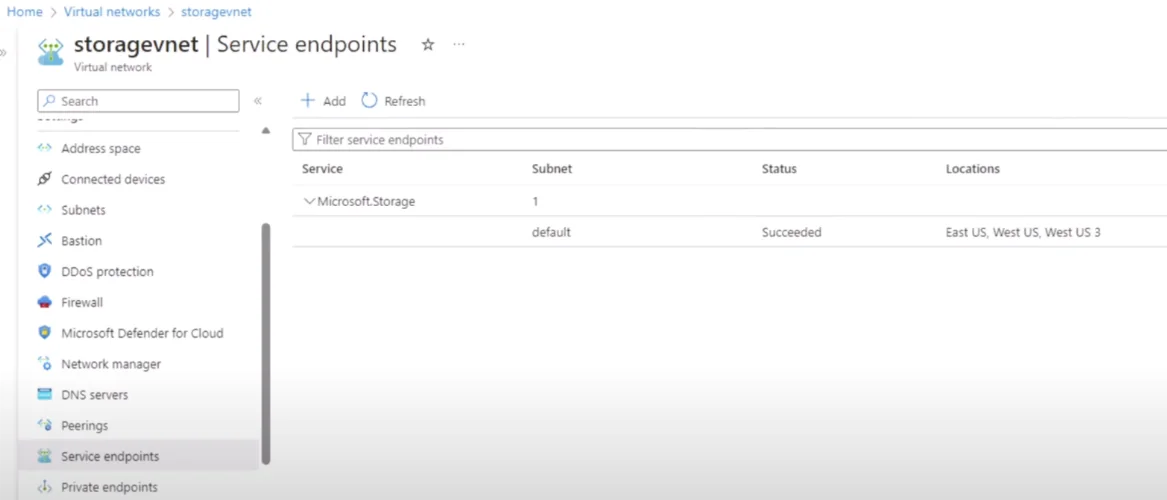 Home > Virtual networks > storagevnet
storagevnet | Service endpoints
Virtual network
Search
Add Refresh
Settings
Filter service endpoints
Address space
Connected devices
Subnets
Bastion
DDoS protection
Firewall
Microsoft Defender for Cloud
Network manager
DNS servers
Peerings
Service endpoints
Private endpoints
Service Subnet Status Locations
Microsoft.Storage 1
default Succeeded East US, West US, West US 3